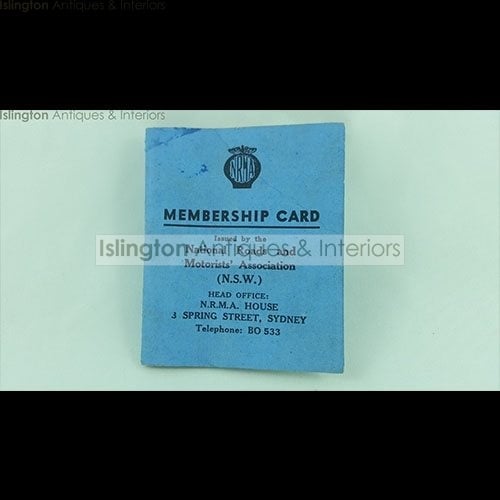 Islington Antiques & Interiors
Islington Antiques & Interiors
NRMA
MEMBERSHIP CARD
Issued by the
Islington Antiques & Interiors
National Roads and
Motorists' Association
(N.S.W.)
HEAD OFFICE:
N.R.M.A. HOUSE
3 SPRING STREET, SYDNEY
Telephone: BO 533